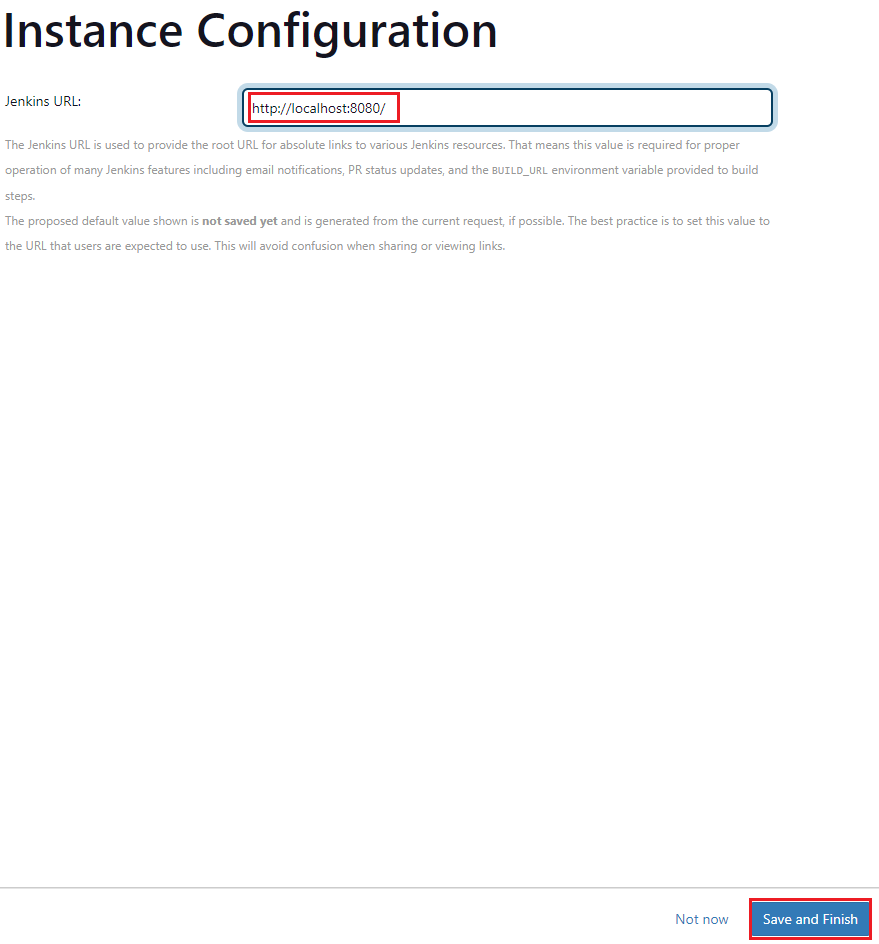 Instance Configuration
Jenkins URL:
http://localhost:8080/
The Jenkins URL is used to provide the root URL for absolute links to various Jenkins resources. That means this value is required for proper
operation of many Jenkins features including email notifications, PR status updates, and the BUILD_URL environment variable provided to build
steps.
The proposed default value shown is not saved yet and is generated from the current request, if possible. The best practice is to set this value to
the URL that users are expected to use. This will avoid confusion when sharing or viewing links.
Not now
Save and Finish